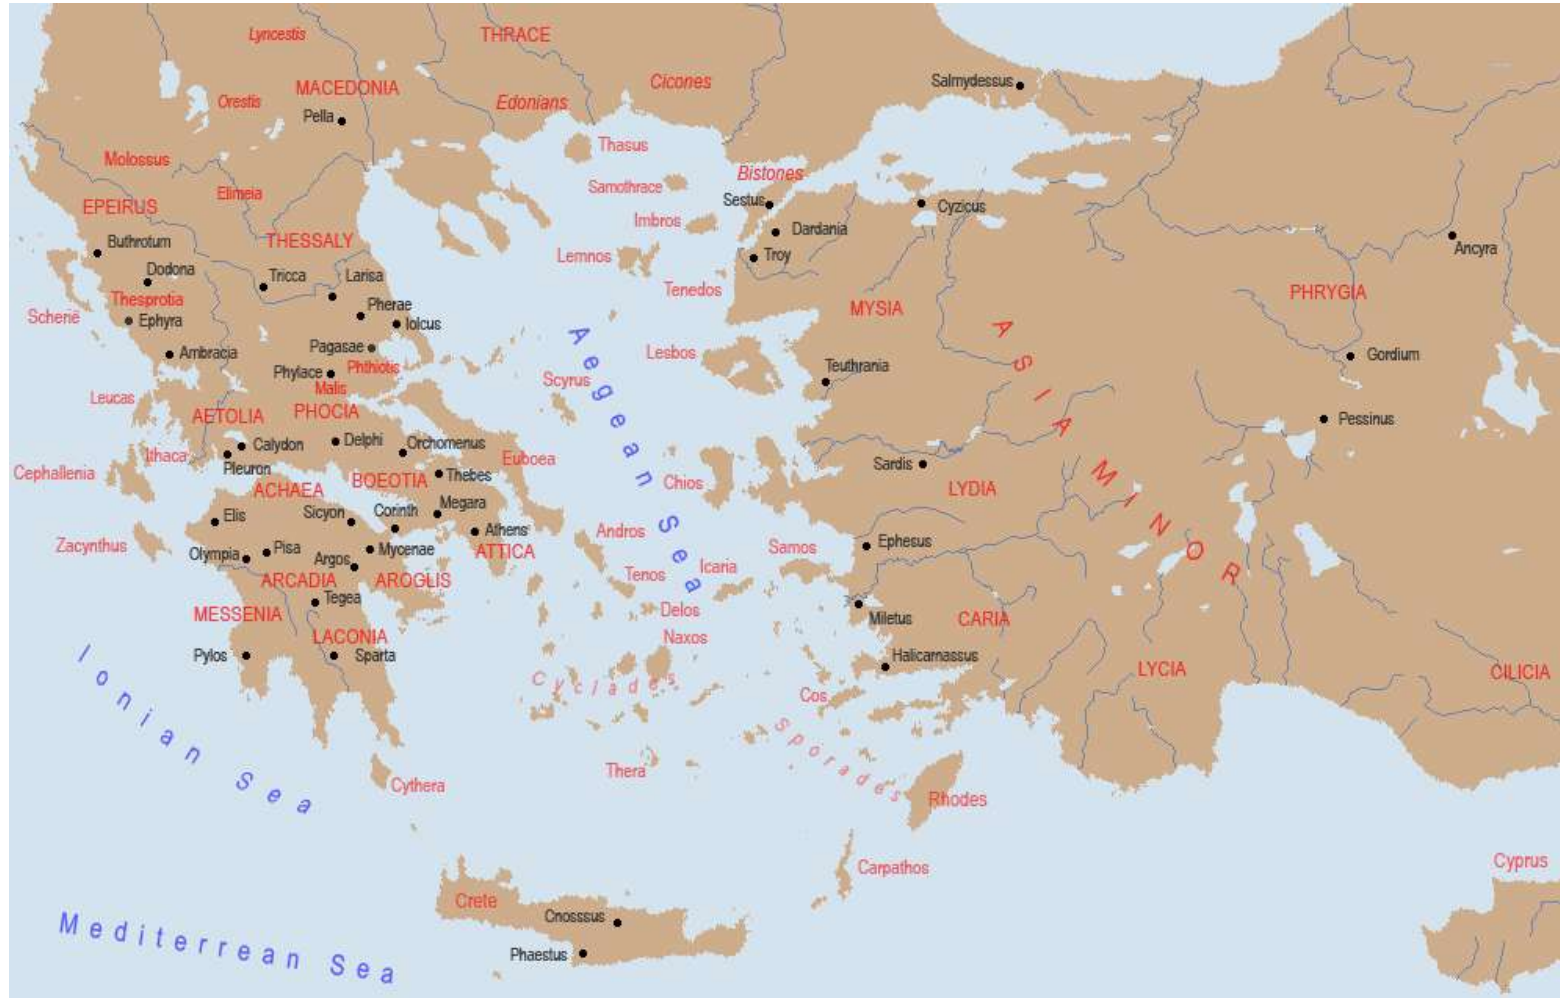 Lyncestis
THRACE
Cicones
Salmydessus
MACEDONIA
Orestis
Edonians
Pella
Thasus
Molossus
Bistones
Elimeia
Samothrace
Sestus
Cyzicus
EPEIRUS
Imbros
Dardania
Buthrotum
THESSALY
Ancyra
Lemnos
Troy
Dodona
Tricca
Larisa
Tenedos
PHRYGIA
Thesprotia
Pherae
MYSIA
Scherië
Ephyra
Iolcus
Aegean Sea
ASIA MINOR
Pagasae
Ambracia
Lesbos
Gordium
Phylace
Phthiotis
Teuthrania
Malis
Scyrus
Leucas
AETOLIA
PHOCIA
Pessinus
Calydon
Delphi
Orchomenus
Ithaca
Pleuron
Euboea
Sardis
Cephallenia
BOEOTIA
Thebes
Chios
ACHAEA
LYDIA
Megara
Elis
Sicyon
Corinth
Athens
Andros
Zacynthus
Olympia
Pisa
Mycenae
ATTICA
Samos
Ephesus
Argos
Tenos
Icaria
ARCADIA
AROGLIS
Tegea
Delos
MESSENIA
Miletus
CARIA
LACONIA
Naxos
Pylos
Sparta
Halicarnassus
LYCIA
CILICIA
Ionian Sea
Cyclades
Cos
Sporades
Thera
Cythera
Rhodes
Carpathos
Cyprus
Crete
Cnosssus
Mediterrean Sea
Phaestus